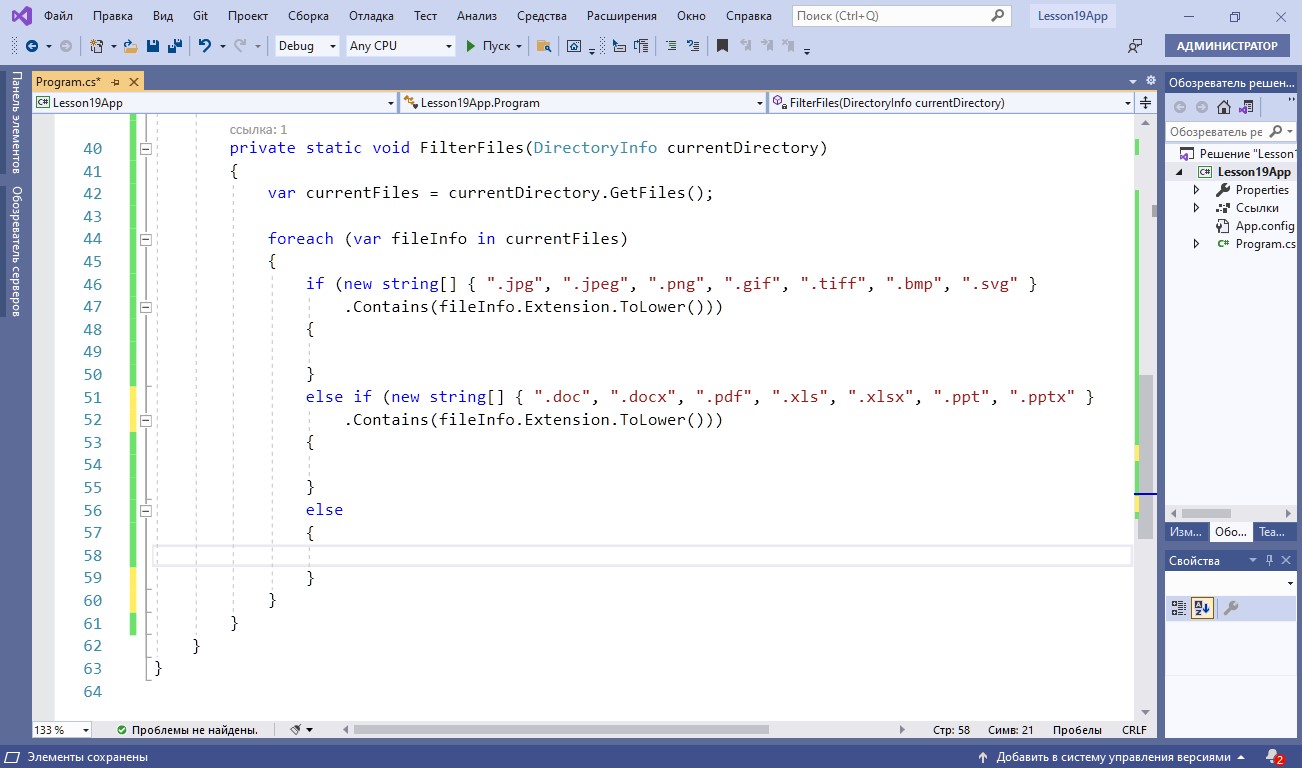 Файл Правка Вид Git Проект Сборка Отладка Тест Анализ Средства Расширения Окно Справка Поиск (Ctrl+Q) Lesson19App
Debug Any CPU Пуск АДМИНИСТРАТОР
Панель элементов
Обозреватель серверов
Program.cs*
Lesson19App Lesson19App.Program FilterFiles(DirectoryInfo currentDirectory)
ссылка: 1
40 private static void FilterFiles(DirectoryInfo currentDirectory)
41 {
42 var currentFiles = currentDirectory.GetFiles();
43
44 foreach (var fileInfo in currentFiles)
45 {
46 if (new string[] { ".jpg", ".jpeg", ".png", ".gif", ".tiff", ".bmp", ".svg" }
47 .Contains(fileInfo.Extension.ToLower()))
48 {
49
50 }
51 else if (new string[] { ".doc", ".docx", ".pdf", ".xls", ".xlsx", ".ppt", ".pptx" }
52 .Contains(fileInfo.Extension.ToLower()))
53 {
54
55 }
56 else
57 {
58
59 }
60 }
61 }
62 }
63 }
64
133 % Проблемы не найдены. Стр: 58 Симв: 21 Пробелы CRLF
Обозреватель решен...
Обозреватель ре
Решение "Lesson
Lesson19App
Properties
Ссылки
App.config
Program.cs
Изм... Обо... Tea...
Свойства
Элементы сохранены Добавить в систему управления версиями 2